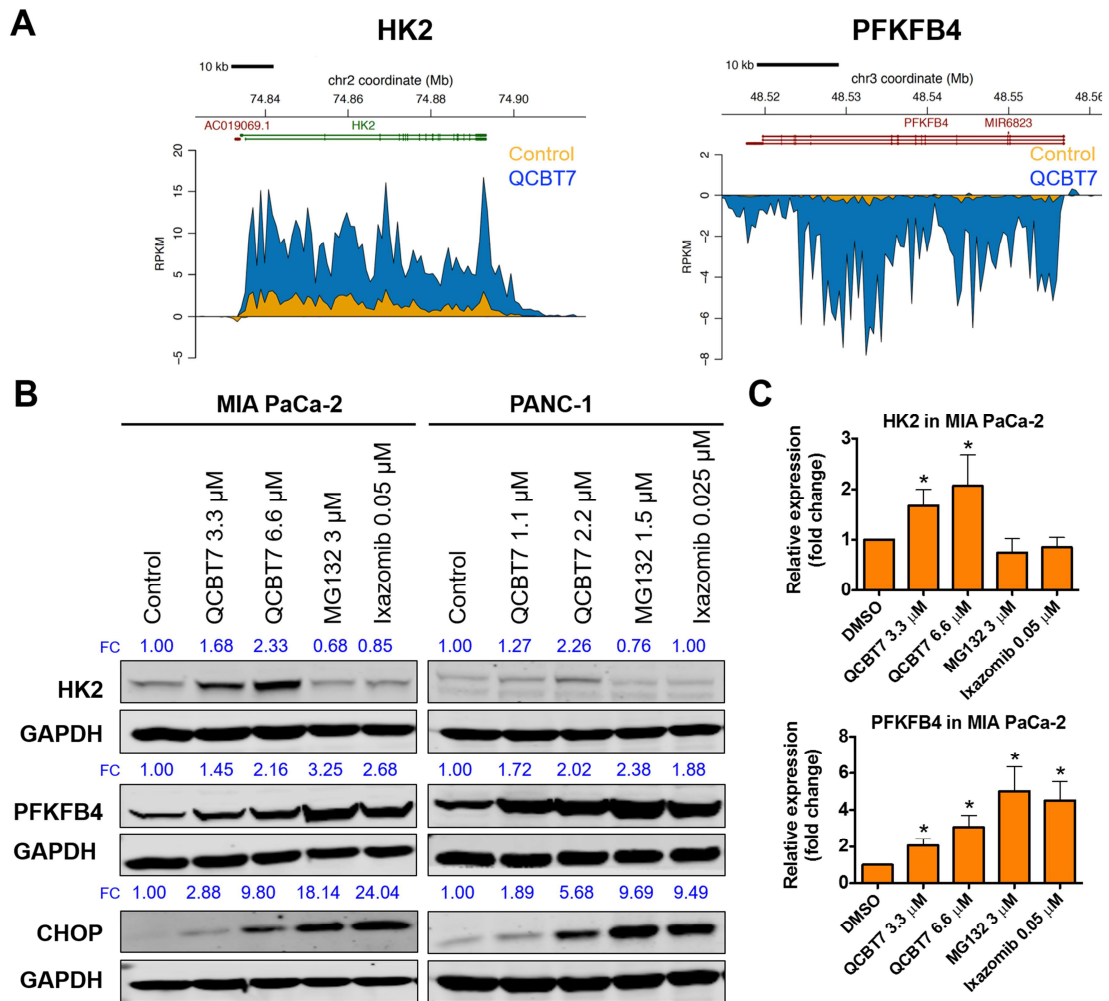 A
HK2
10 kb
chr2 coordinate (Mb)
74.84 74.86 74.88 74.90
AC019069.1 HK2
Control
QCBT7
20
15
10
5
0
−5
RPKM
PFKFB4
10 kb
chr3 coordinate (Mb)
48.52 48.53 48.54 48.55 48.56
PFKFB4 MIR6823
Control
QCBT7
2
0
−2
−4
−6
−8
RPKM
B
MIA PaCa-2 PANC-1
Control
QCBT7 3.3 µM
QCBT7 6.6 µM
MG132 3 µM
Ixazomib 0.05 µM
Control
QCBT7 1.1 µM
QCBT7 2.2 µM
MG132 1.5 µM
Ixazomib 0.025 µM
FC 1.00 1.68 2.33 0.68 0.85 1.00 1.27 2.26 0.76 1.00
HK2
GAPDH
FC 1.00 1.45 2.16 3.25 2.68 1.00 1.72 2.02 2.38 1.88
PFKFB4
GAPDH
FC 1.00 2.88 9.80 18.14 24.04 1.00 1.89 5.68 9.69 9.49
CHOP
GAPDH
C
HK2 in MIA PaCa-2
Relative expression
(fold change)
3
2
1
0
* *
DMSO
QCBT7 3.3 µM
QCBT7 6.6 µM
MG132 3 µM
Ixazomib 0.05 µM
PFKFB4 in MIA PaCa-2
Relative expression
(fold change)
8
6
4
2
0
* * * *
DMSO
QCBT7 3.3 µM
QCBT7 6.6 µM
MG132 3 µM
Ixazomib 0.05 µM